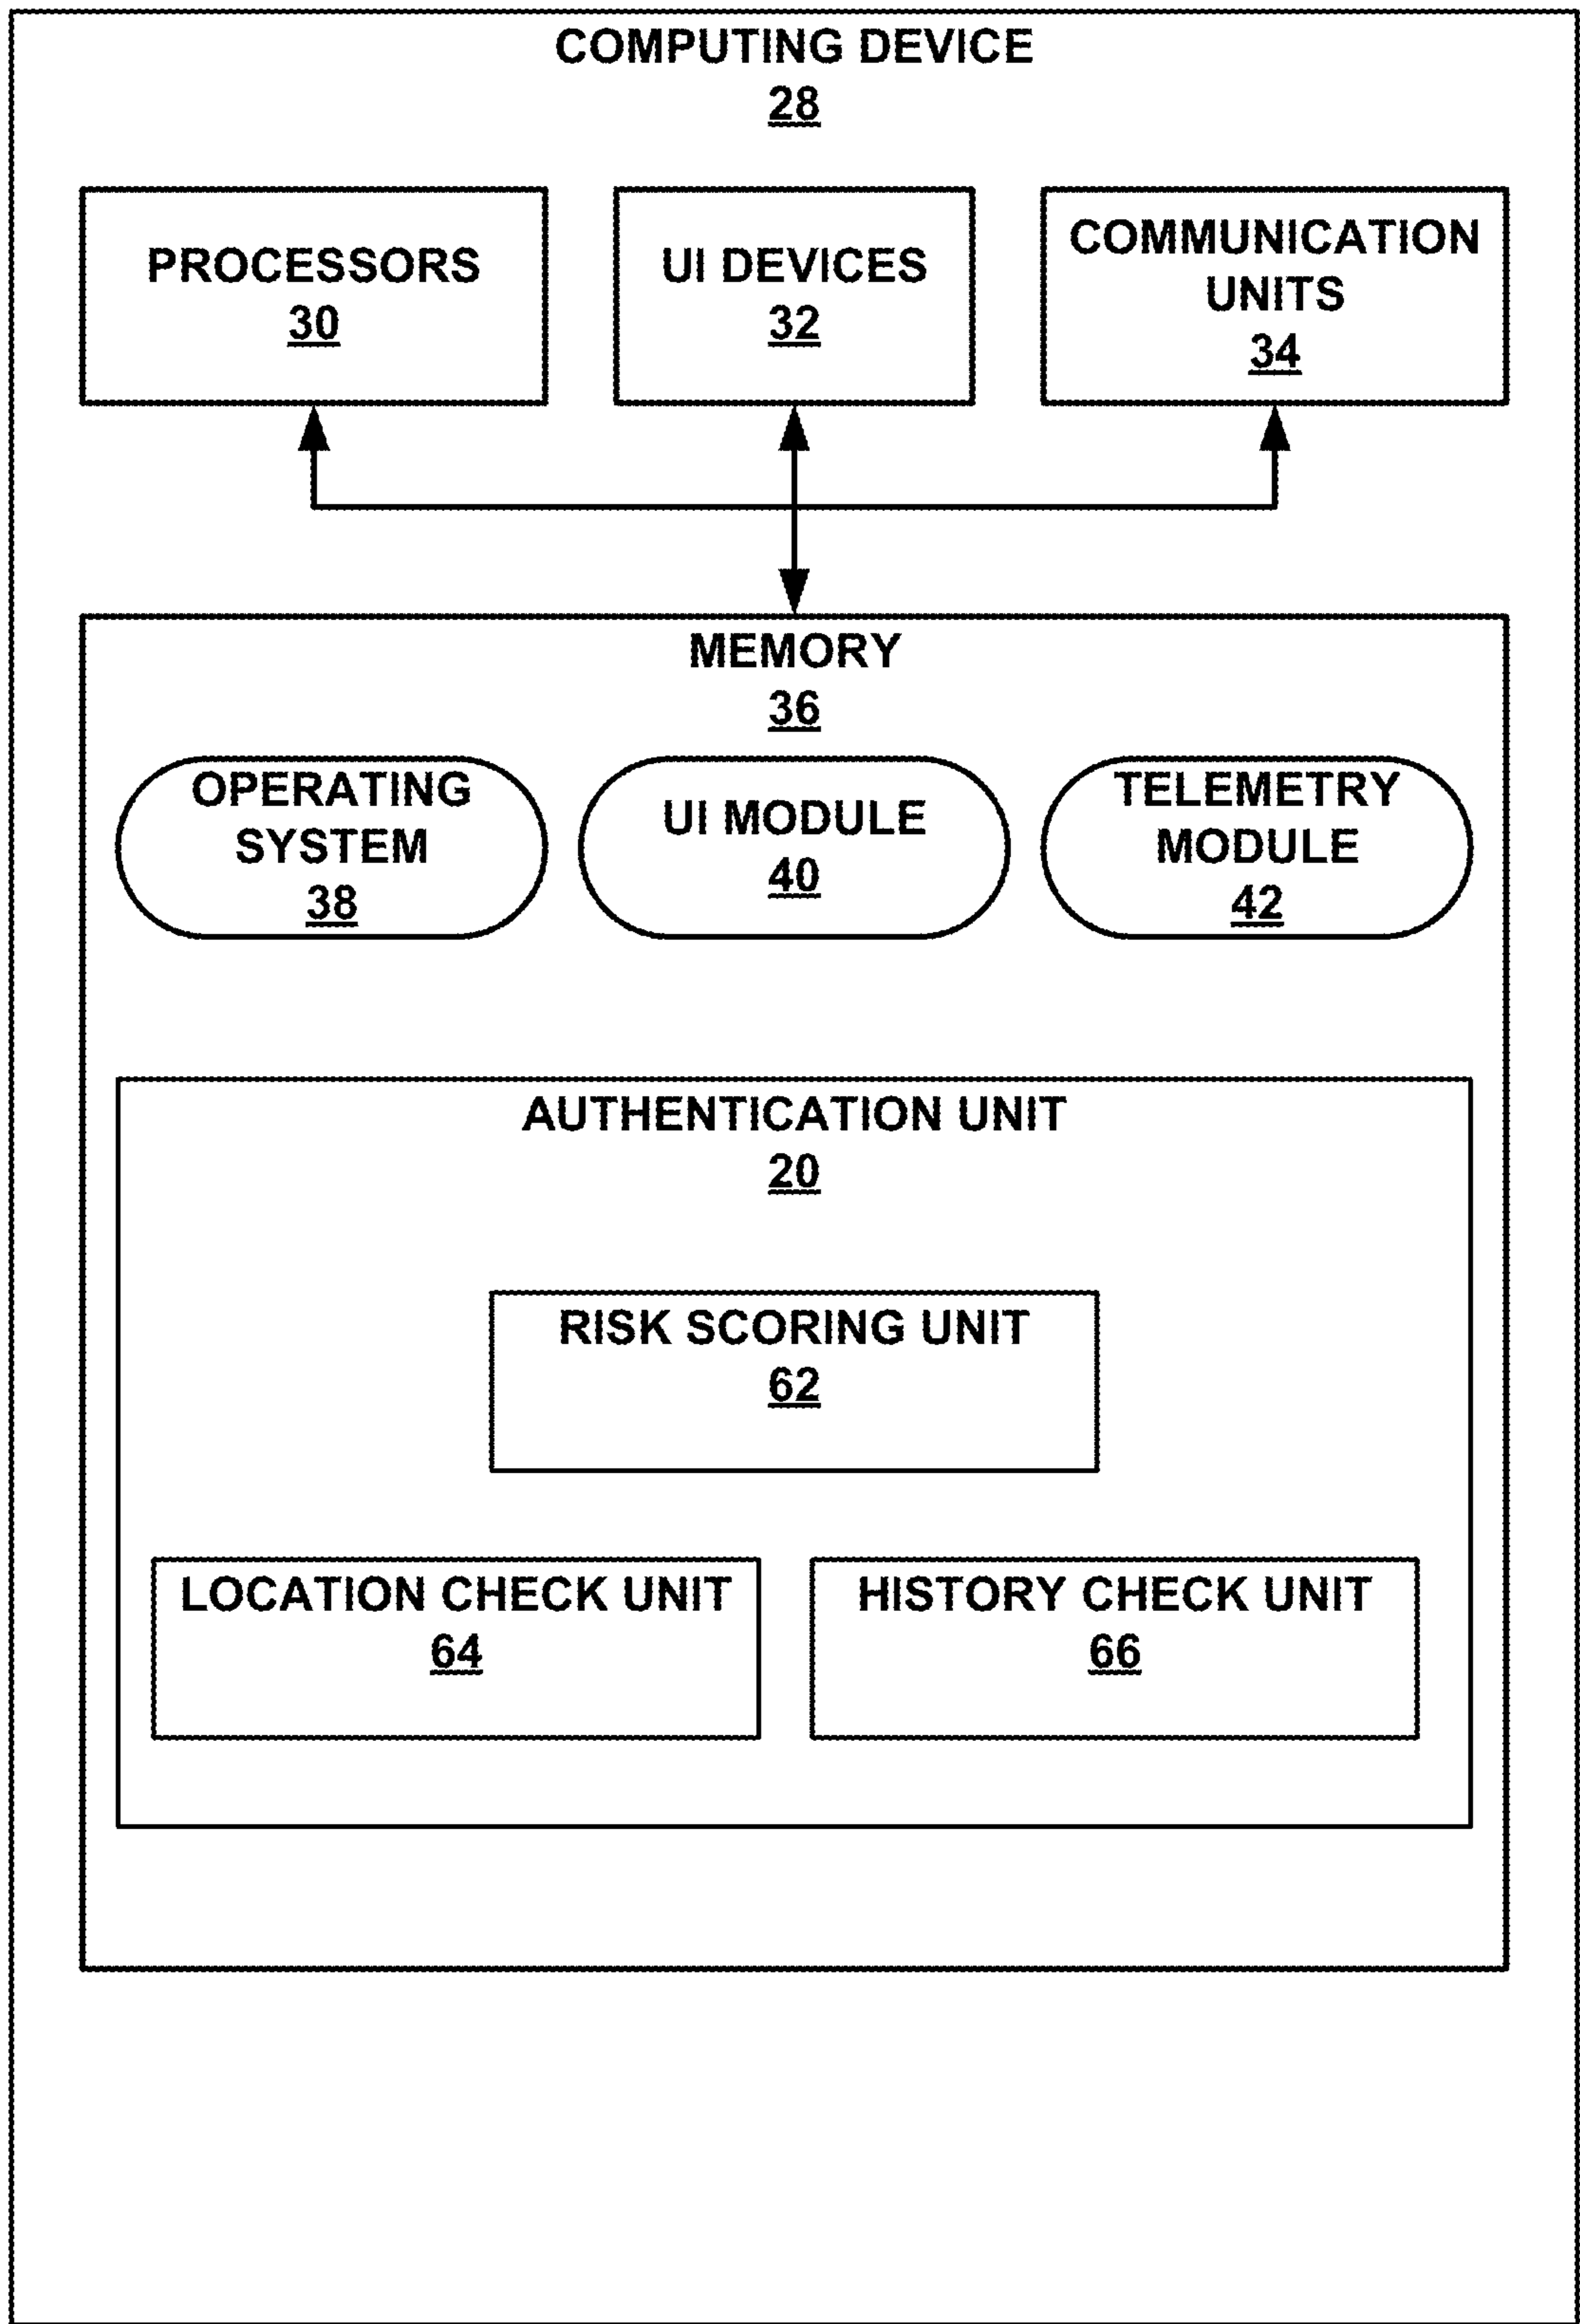 COMPUTING DEVICE
28
PROCESSORS
30
UI DEVICES
32
COMMUNICATION
UNITS
34
MEMORY
36
OPERATING
SYSTEM
38
UI MODULE
40
TELEMETRY
MODULE
42
AUTHENTICATION UNIT
20
RISK SCORING UNIT
62
LOCATION CHECK UNIT
64
HISTORY CHECK UNIT
66